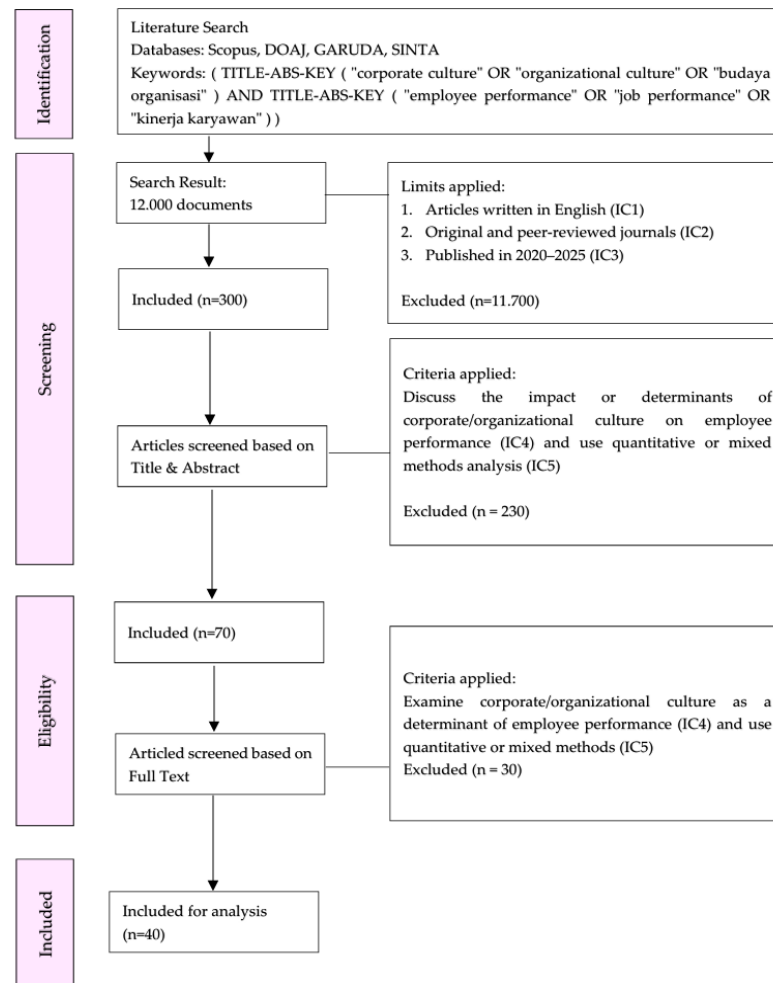 Identification
Literature Search
Databases: Scopus, DOAJ, GARUDA, SINTA
Keywords: ( TITLE-ABS-KEY ( "corporate culture" OR "organizational culture" OR "budaya
organisasi" ) AND TITLE-ABS-KEY ( "employee performance" OR "job performance" OR
"kinerja karyawan" ) )
Screening
Search Result:
12.000 documents
Limits applied:
1. Articles written in English (IC1)
2. Original and peer-reviewed journals (IC2)
3. Published in 2020–2025 (IC3)
Excluded (n=11.700)
Included (n=300)
Articles screened based on
Title & Abstract
Criteria applied:
Discuss the impact or determinants of
corporate/organizational culture on employee
performance (IC4) and use quantitative or mixed
methods analysis (IC5)
Excluded (n = 230)
Eligibility
Included (n=70)
Articled screened based on
Full Text
Criteria applied:
Examine corporate/organizational culture as a
determinant of employee performance (IC4) and use
quantitative or mixed methods (IC5)
Excluded (n = 30)
Included
Included for analysis
(n=40)